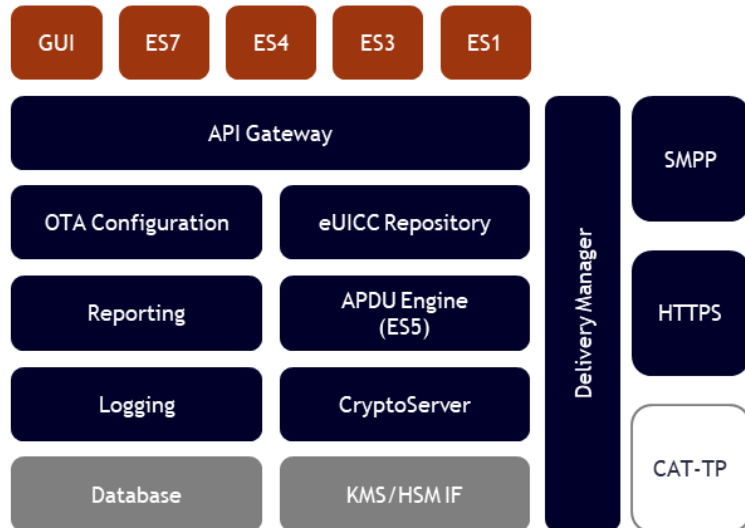 GUI
ES7
ES4
ES3
ES1
API Gateway
OTA Configuration
eUICC Repository
Reporting
APDU Engine
(ES5)
Logging
CryptoServer
Database
KMS/HSM IF
Delivery Manager
SMPP
HTTPS
CAT-TP